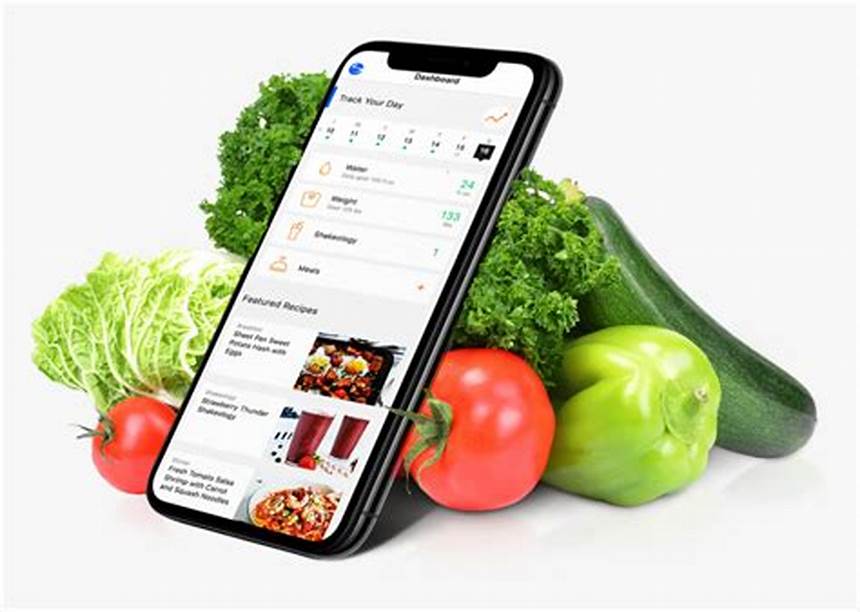 Dashboard
Track Your Day
10 11 12 13 14 15 16
Water
24
Weight
133
Shakeology
1
Meals
+
Featured Recipes
Breakfast
Sheet Pan Sweet
Potato Hash with
Eggs
Shakeology
Strawberry Thunder
Shakeology
Dinner
Fresh Tomato Salsa
Shrimp with Carrot
and Squash Noodles